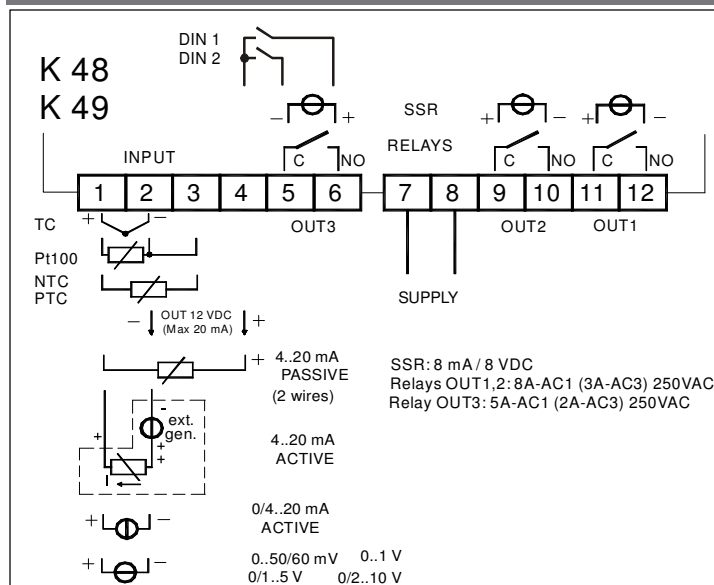 DIN 1
DIN 2
K 48
K 49
− +
SSR
+ −
+ −
RELAYS
INPUT
C NO
C NO
C NO
1 2 3 4 5 6 7 8 9 10 11 12
TC + −
OUT3
OUT2
OUT1
Pt100
NTC
PTC
SUPPLY
− OUT 12 VDC +
(Max 20 mA)
+ 4..20 mA
PASSIVE
(2 wires)
SSR: 8 mA / 8 VDC
Relays OUT1,2: 8A-AC1 (3A-AC3) 250VAC
Relay OUT3: 5A-AC1 (2A-AC3) 250VAC
-
ext.
gen.
+ +
+
I
4..20 mA
ACTIVE
+ −
0/4..20 mA
ACTIVE
+ −
0..50/60 mV 0..1 V
0/1..5 V 0/2..10 V